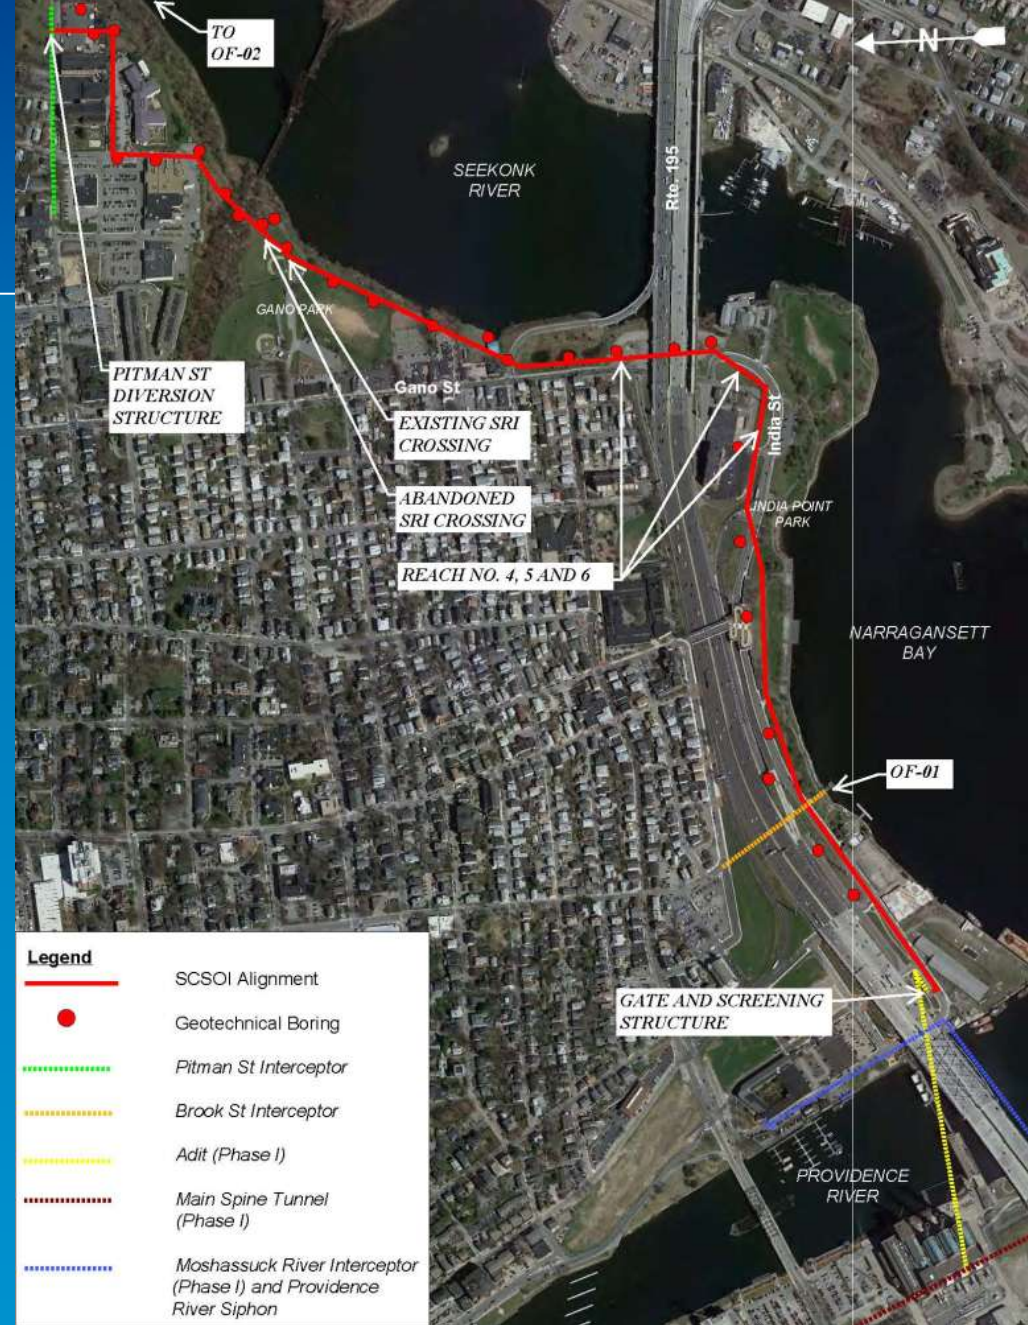 TO
OF-02
N
SEEKONK
RIVER
Rte. 195
GANO PARK
PITMAN ST
DIVERSION
STRUCTURE
Gano St
EXISTING SRI
CROSSING
India St
ABANDONED
SRI CROSSING
INDIA POINT
PARK
REACH NO. 4, 5 AND 6
NARRAGANSETT
BAY
OF-01
GATE AND SCREENING
STRUCTURE
PROVIDENCE
RIVER
Legend
SCSOI Alignment
Geotechnical Boring
Pitman St Interceptor
Brook St Interceptor
Adit (Phase I)
Main Spine Tunnel
(Phase I)
Moshassuck River Interceptor
(Phase I) and Providence
River Siphon